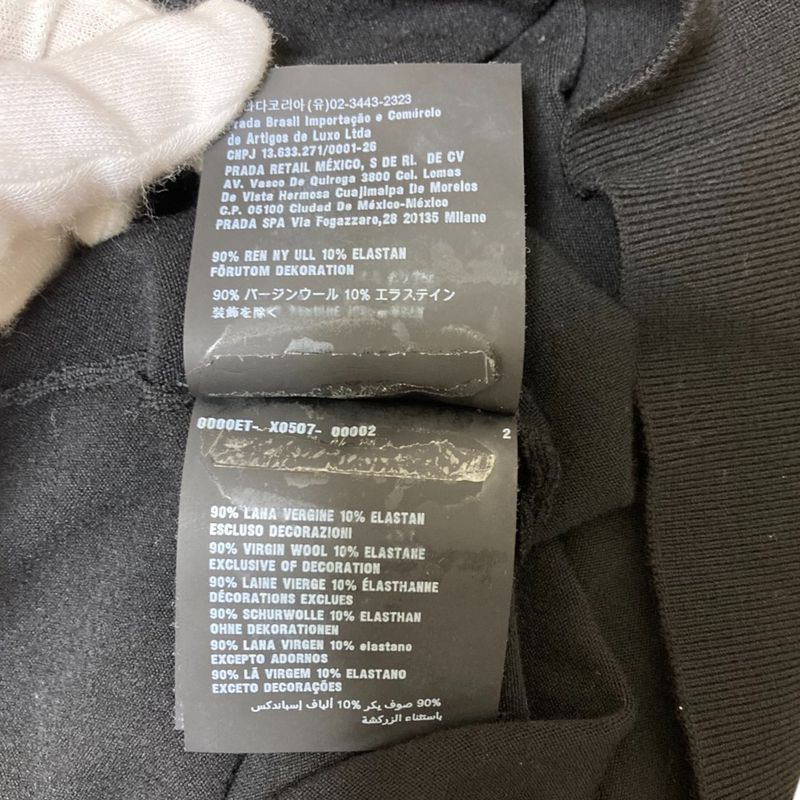 라다코리아(유)02-3443-2323
Prada Brasil Importação e Comúrcio
de Artigos de Luxo Ltda
CNPJ 13.633.271/0001-26
PRADA RETAIL MÉXICO, S DE RL. DE CV
AV. Vasco De Quiroga 3800 Col. Lomas
De Vista Hermosa Cuajimalpa De Morelos
C.P. 05100 Ciudad De México-México
PRADA SPA Via Fogazzaro,28 20135 Milano
90% REN NY ULL 10% ELASTAN
FÖRUTOM DEKORATION
90% バージンウール 10% エラステイン
装飾を除く
0000ET- X0507- 00002
2
90% LANA VERGINE 10% ELASTAN
ESCLUSO DECORAZIONI
90% VIRGIN WOOL 10% ELASTANE
EXCLUSIVE OF DECORATION
90% LAINE VIERGE 10% ÉLASTHANNE
DÉCORATIONS EXCLUES
90% SCHURWOLLE 10% ELASTHAN
OHNE DEKORATIONEN
90% LANA VIRGEN 10% elastano
EXCEPTO ADORNOS
90% LÃ VIRGEM 10% ELASTANO
EXCETO DECORAÇÕES
90% صوف بكر 10% ألياف إسباندكس
باستثناء الزركشة